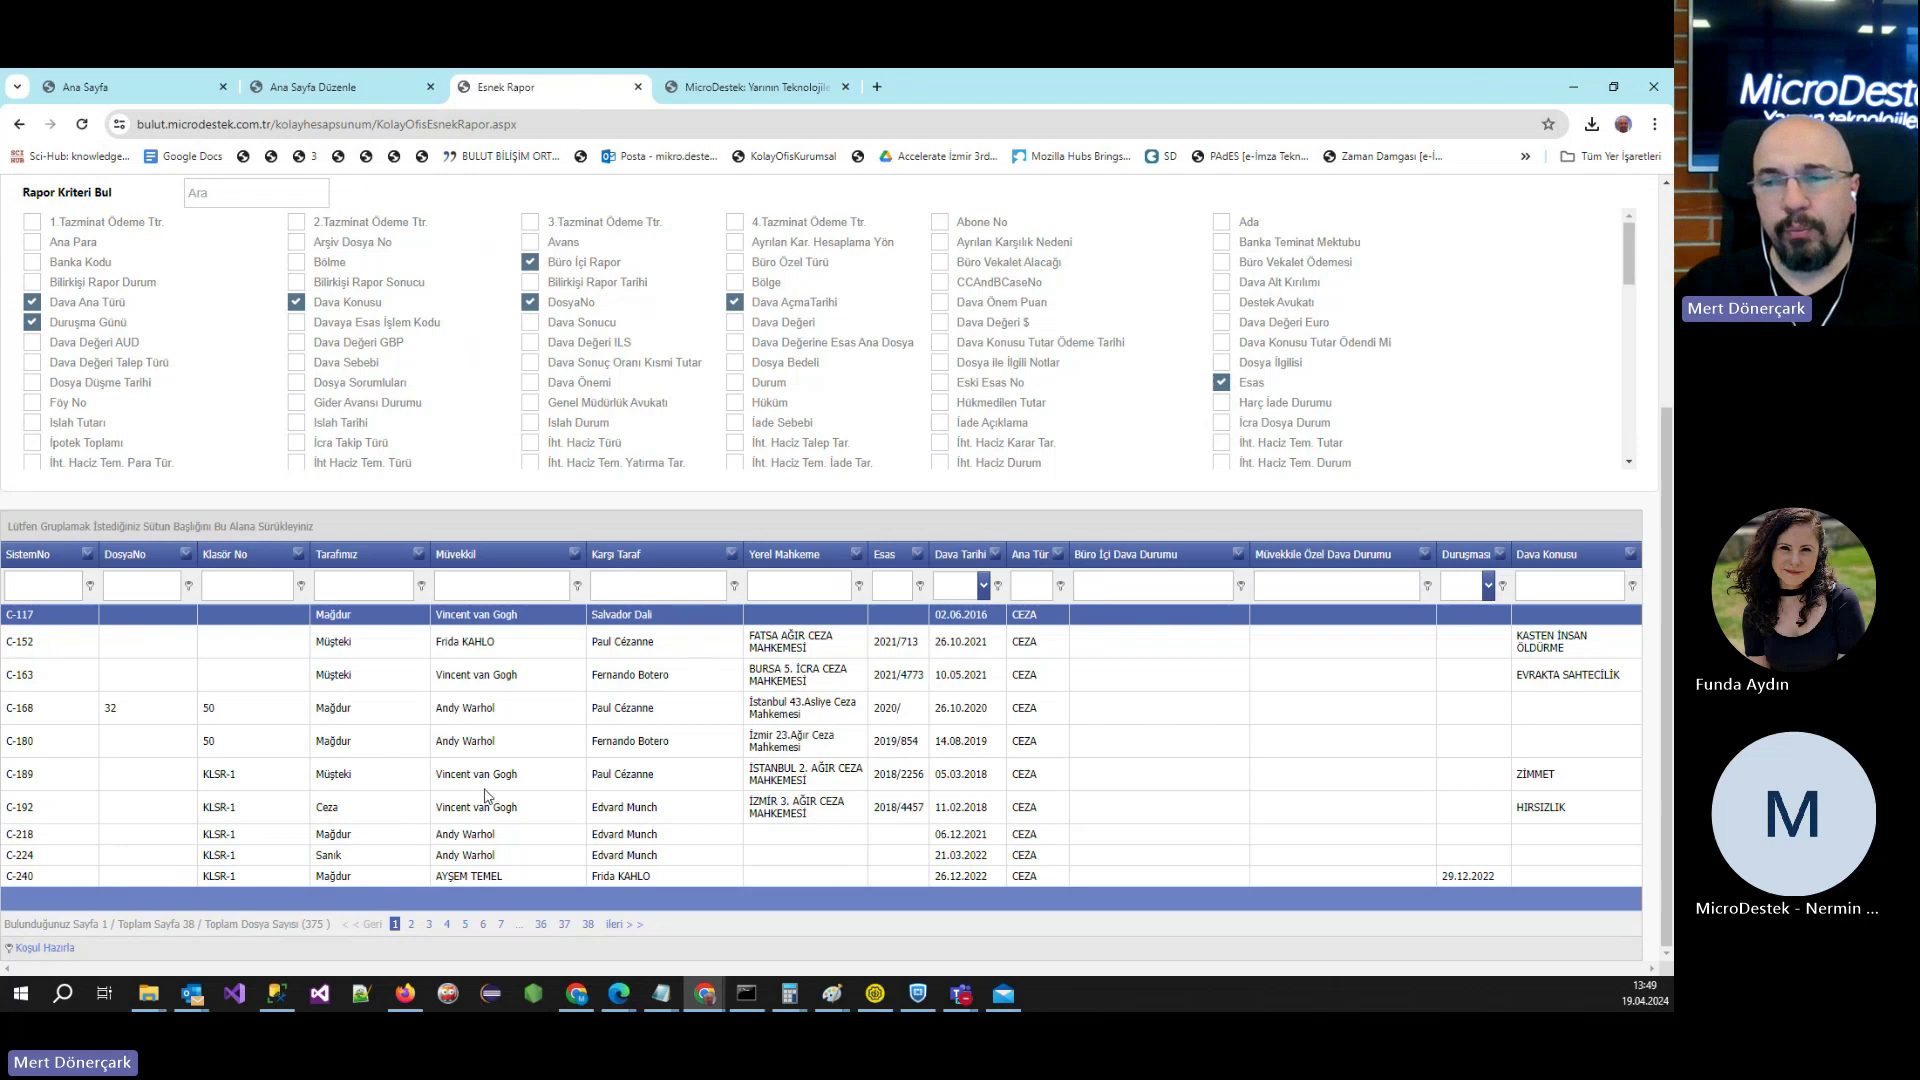 Ana Sayfa
Ana Sayfa Düzenle
Esnek Rapor
MicroDestek: Yarının Teknolojile
bulut.microdestek.com.tr/kolayhesapsunum/KolayOfisEsnekRapor.aspx
Sci-Hub: knowledge... Google Docs 3 BULUT BİLİŞİM ORT... Posta - mikro.deste... KolayOfisKurumsal Accelerate İzmir 3rd... Mozilla Hubs Brings... SD PAdES [e-İmza Tekn... Zaman Damgası [e-İ... Tüm Yer İşaretleri
Rapor Kriteri Bul Ara
1.Tazminat Ödeme Ttr. 2.Tazminat Ödeme Ttr. 3.Tazminat Ödeme Ttr. 4.Tazminat Ödeme Ttr. Abone No Ada
Ana Para Arşiv Dosya No Avans Ayrılan Kar. Hesaplama Yön Ayrılan Karşılık Nedeni Banka Teminat Mektubu
Banka Kodu Bölme Büro İçi Rapor Büro Özel Türü Büro Vekalet Alacağı Büro Vekalet Ödemesi
Bilirkişi Rapor Durum Bilirkişi Rapor Sonucu Bilirkişi Rapor Tarihi Bölge CCAndBCaseNo Dava Alt Kırılımı
Dava Ana Türü Dava Konusu DosyaNo Dava AçmaTarihi Dava Önem Puan Destek Avukatı
Duruşma Günü Davaya Esas İşlem Kodu Dava Sonucu Dava Değeri Dava Değeri $ Dava Değeri Euro
Dava Değeri AUD Dava Değeri GBP Dava Değeri ILS Dava Değerine Esas Ana Dosya Dava Konusu Tutar Ödeme Tarihi Dava Konusu Tutar Ödendi Mi
Dava Değeri Talep Türü Dava Sebebi Dava Sonuç Oranı Kısmi Tutar Dosya Bedeli Dosya ile İlgili Notlar Dosya İlgilisi
Dosya Düşme Tarihi Dosya Sorumluları Dava Önemi Durum Eski Esas No Esas
Föy No Gider Avansı Durumu Genel Müdürlük Avukatı Hüküm Hükmedilen Tutar Harç İade Durumu
Islah Tutarı Islah Tarihi Islah Durum İade Sebebi İade Açıklama İcra Dosya Durum
İpotek Toplamı İcra Takip Türü İht. Haciz Türü İht. Haciz Talep Tar. İht. Haciz Karar Tar. İht. Haciz Tem. Tutar
İht. Haciz Tem. Para Tür. İht Haciz Tem. Türü İht. Haciz Tem. Yatırma Tar. İht. Haciz Tem. İade Tar. İht. Haciz Durum İht. Haciz Tem. Durum
Lütfen Gruplamak İstediğiniz Sütun Başlığını Bu Alana Sürükleyiniz
SistemNo DosyaNo Klasör No Tarafımız Müvekkil Karşı Taraf Yerel Mahkeme Esas Dava Tarihi Ana Tür Büro İçi Dava Durumu Müvekkile Özel Dava Durumu Duruşması Dava Konusu
C-117 Mağdur Vincent van Gogh Salvador Dali 02.06.2016 CEZA
C-152 Müşteki Frida KAHLO Paul Cézanne FATSA AĞIR CEZA MAHKEMESİ 2021/713 26.10.2021 CEZA KASTEN İNSAN ÖLDÜRME
C-163 Müşteki Vincent van Gogh Fernando Botero BURSA 5. İCRA CEZA MAHKEMESİ 2021/4773 10.05.2021 CEZA EVRAKTA SAHTECİLİK
C-168 32 50 Mağdur Andy Warhol Paul Cézanne İstanbul 43.Asliye Ceza Mahkemesi 2020/ 26.10.2020 CEZA
C-180 50 Mağdur Andy Warhol Fernando Botero İzmir 23.Ağır Ceza Mahkemesi 2019/854 14.08.2019 CEZA
C-189 KLSR-1 Müşteki Vincent van Gogh Paul Cézanne İSTANBUL 2. AĞIR CEZA MAHKEMESİ 2018/2256 05.03.2018 CEZA ZİMMET
C-192 KLSR-1 Ceza Vincent van Gogh Edvard Munch İZMİR 3. AĞIR CEZA MAHKEMESİ 2018/4457 11.02.2018 CEZA HIRSIZLIK
C-218 KLSR-1 Mağdur Andy Warhol Edvard Munch 06.12.2021 CEZA
C-224 KLSR-1 Sanık Andy Warhol Edvard Munch 21.03.2022 CEZA
C-240 KLSR-1 Mağdur AYŞEM TEMEL Frida KAHLO 26.12.2022 CEZA 29.12.2022
Bulunduğunuz Sayfa 1 / Toplam Sayfa 38 / Toplam Dosya Sayısı (375 ) < < Geri 1 2 3 4 5 6 7 ... 36 37 38 ileri > >
Koşul Hazırla
13:49
19.04.2024
MicroDest
Yarının teknolojiler
Mert Dönerçark
Funda Aydın
M
MicroDestek - Nermin ...
Mert Dönerçark